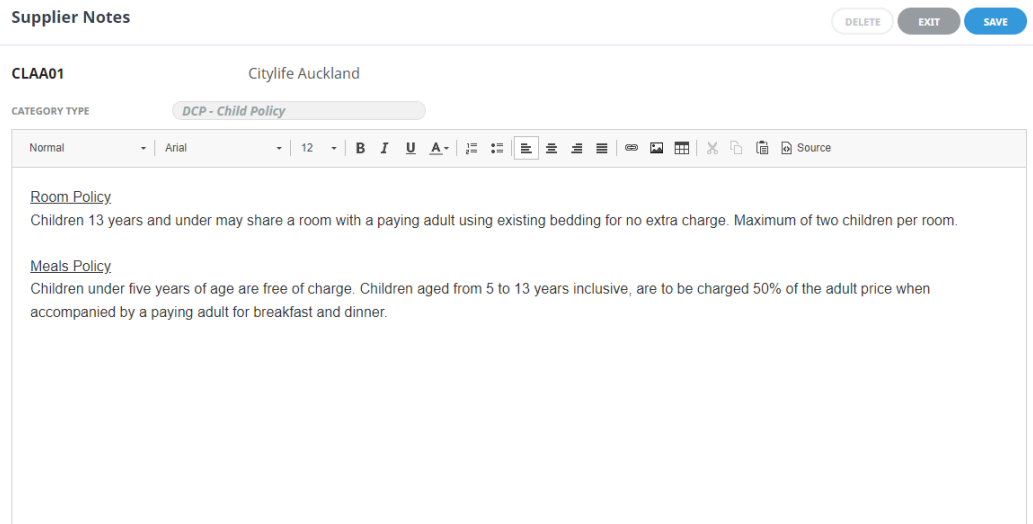 Supplier Notes
DELETE EXIT SAVE
CLAA01 Citylife Auckland
CATEGORY TYPE DCP - Child Policy
Normal Arial 12 B I U A Source
Room Policy
Children 13 years and under may share a room with a paying adult using existing bedding for no extra charge. Maximum of two children per room.
Meals Policy
Children under five years of age are free of charge. Children aged from 5 to 13 years inclusive, are to be charged 50% of the adult price when
accompanied by a paying adult for breakfast and dinner.